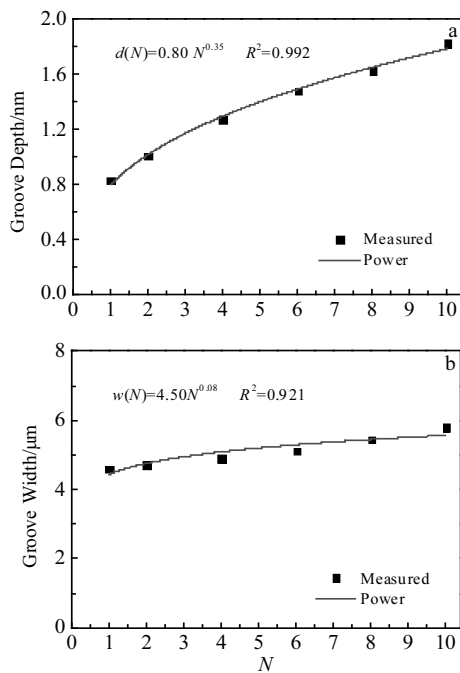 a
d(N)=0.80 N^0.35 R^2=0.992
Groove Depth/nm
2.0
1.6
1.2
0.8
0.4
0.0
Measured
Power
0 1 2 3 4 5 6 7 8 9 10
b
w(N)=4.50N^0.08 R^2=0.921
Groove Width/μm
8
6
4
2
0
Measured
Power
0 1 2 3 4 5 6 7 8 9 10
N